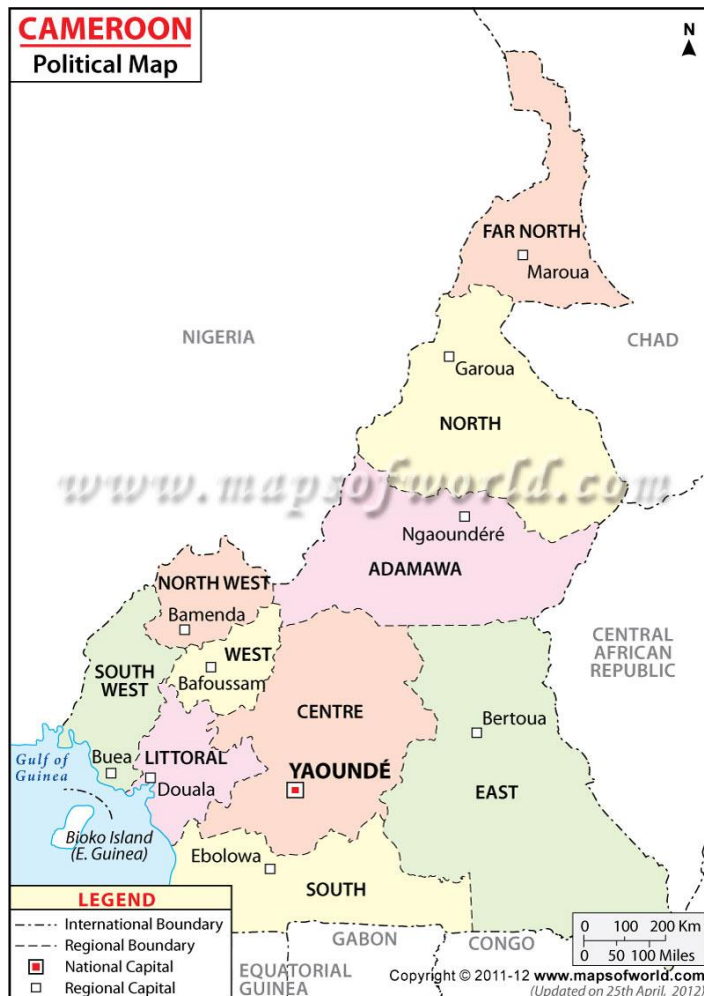 CAMEROON
Political Map
N
FAR NORTH
Maroua
NIGERIA
CHAD
Garoua
NORTH
www.mapsofworld.com
Ngaoundéré
ADAMAWA
NORTH WEST
Bamenda
CENTRAL
AFRICAN
REPUBLIC
WEST
SOUTH
WEST
Bafoussam
CENTRE
Bertoua
Gulf of
Guinea
Buea
LITTORAL
Douala
YAOUNDÉ
EAST
Bioko Island
(E. Guinea)
Ebolowa
SOUTH
LEGEND
International Boundary
Regional Boundary
National Capital
Regional Capital
GABON
CONGO
EQUATORIAL
GUINEA
0 100 200 Km
0 50 100 Miles
Copyright © 2011-12 www.mapsofworld.com
(Updated on 25th April, 2012)